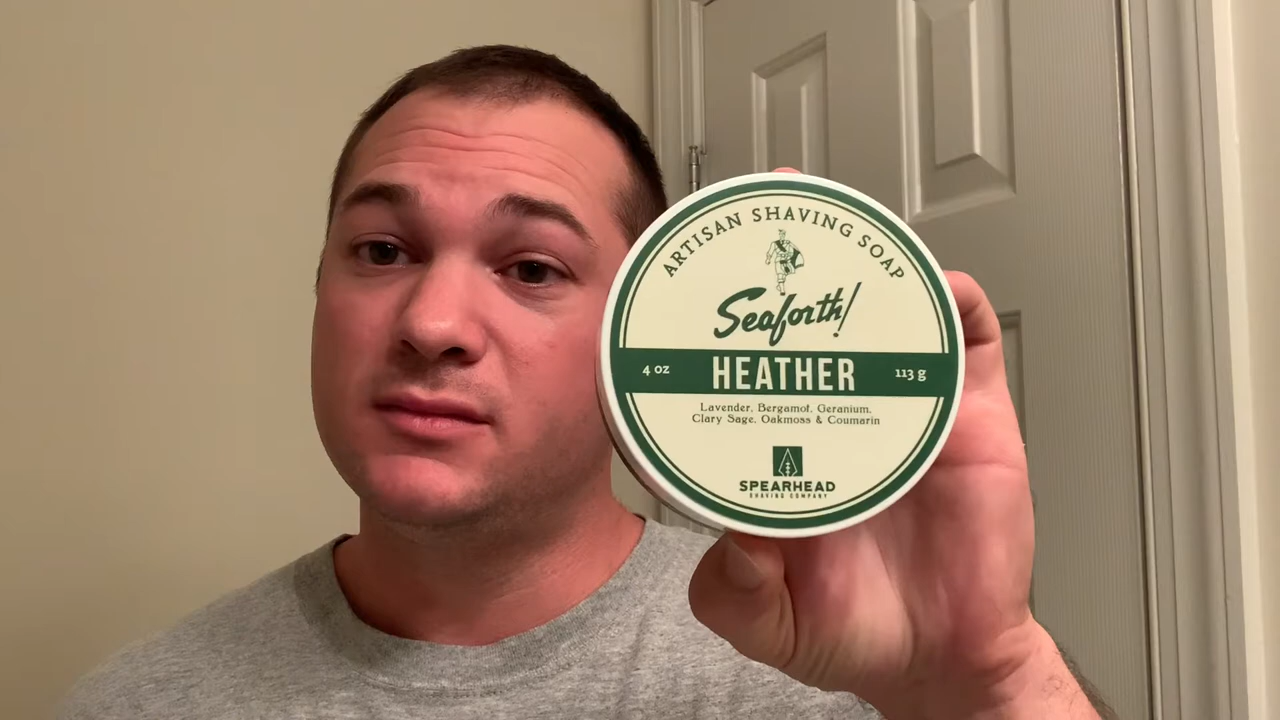 ARTISAN SHAVING SOAP
Seaforth!
4 oz HEATHER 113 g
Lavender, Bergamot, Geranium,
Clary Sage, Oakmoss & Coumarin
SPEARHEAD
SHAVING COMPANY